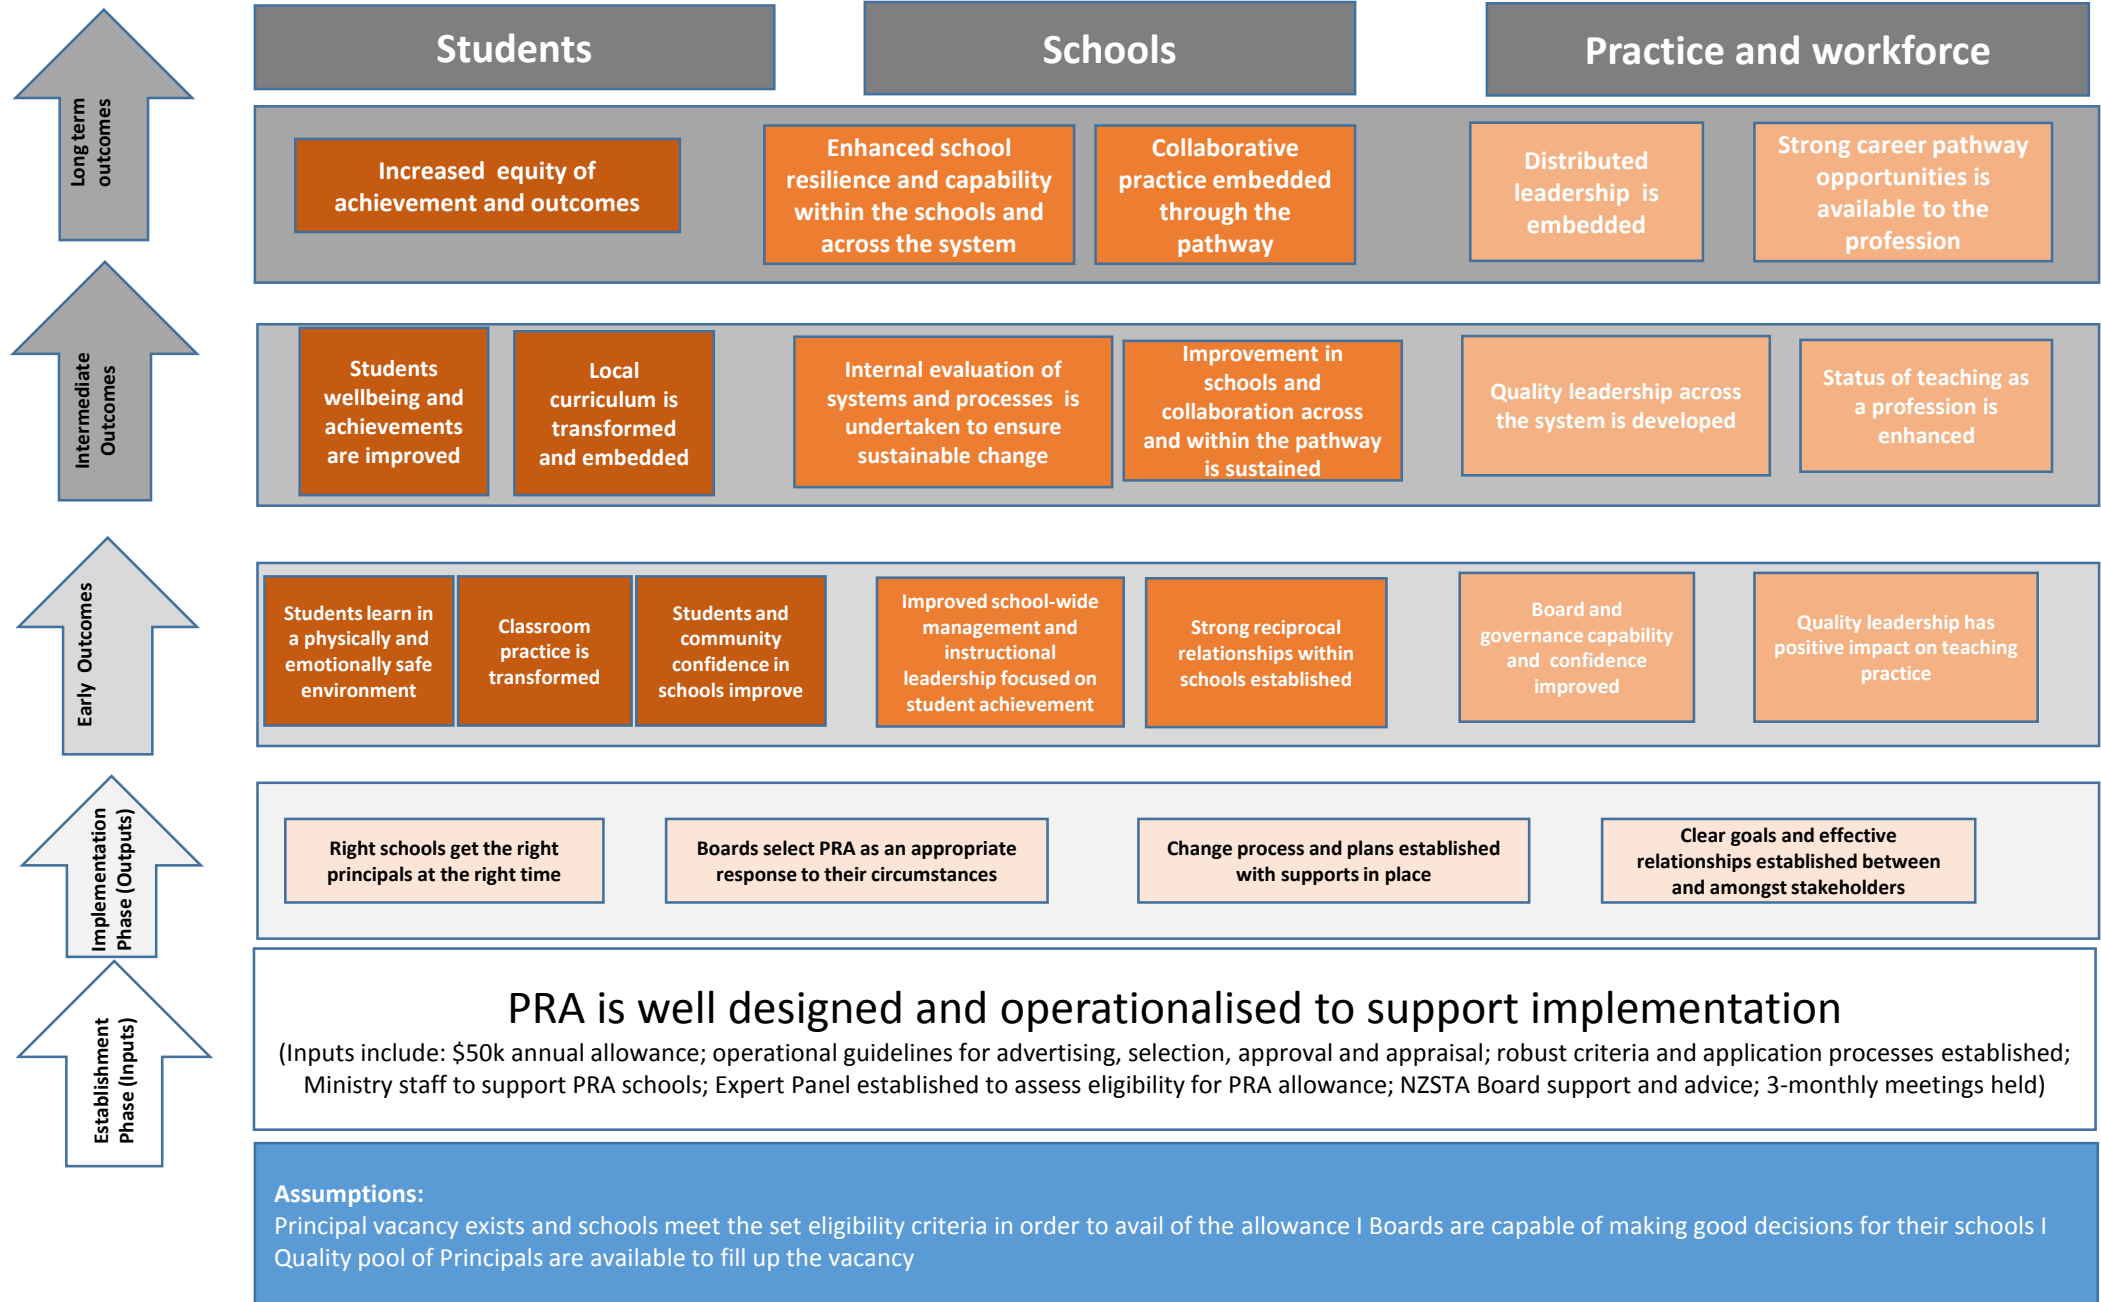 Students
Schools
Practice and workforce
Long term
outcomes
Increased equity of
achievement and outcomes
Enhanced school
resilience and capability
within the schools and
across the system
Collaborative
practice embedded
through the
pathway
Distributed
leadership is
embedded
Strong career pathway
opportunities is
available to the
profession
Intermediate
Outcomes
Students
wellbeing and
achievements
are improved
Local
curriculum is
transformed
and embedded
Internal evaluation of
systems and processes is
undertaken to ensure
sustainable change
Improvement in
schools and
collaboration across
and within the pathway
is sustained
Quality leadership across
the system is developed
Status of teaching as
a profession is
enhanced
Early Outcomes
Students learn in
a physically and
emotionally safe
environment
Classroom
practice is
transformed
Students and
community
confidence in
schools improve
Improved school-wide
management and
instructional
leadership focused on
student achievement
Strong reciprocal
relationships within
schools established
Board and
governance capability
and confidence
improved
Quality leadership has
positive impact on teaching
practice
Implementation
Phase (Outputs)
Right schools get the right
principals at the right time
Boards select PRA as an appropriate
response to their circumstances
Change process and plans established
with supports in place
Clear goals and effective
relationships established between
and amongst stakeholders
Establishment
Phase (Inputs)
PRA is well designed and operationalised to support implementation
(Inputs include: $50k annual allowance; operational guidelines for advertising, selection, approval and appraisal; robust criteria and application processes established;
Ministry staff to support PRA schools; Expert Panel established to assess eligibility for PRA allowance; NZSTA Board support and advice; 3-monthly meetings held)
Assumptions:
Principal vacancy exists and schools meet the set eligibility criteria in order to avail of the allowance I Boards are capable of making good decisions for their schools I
Quality pool of Principals are available to fill up the vacancy